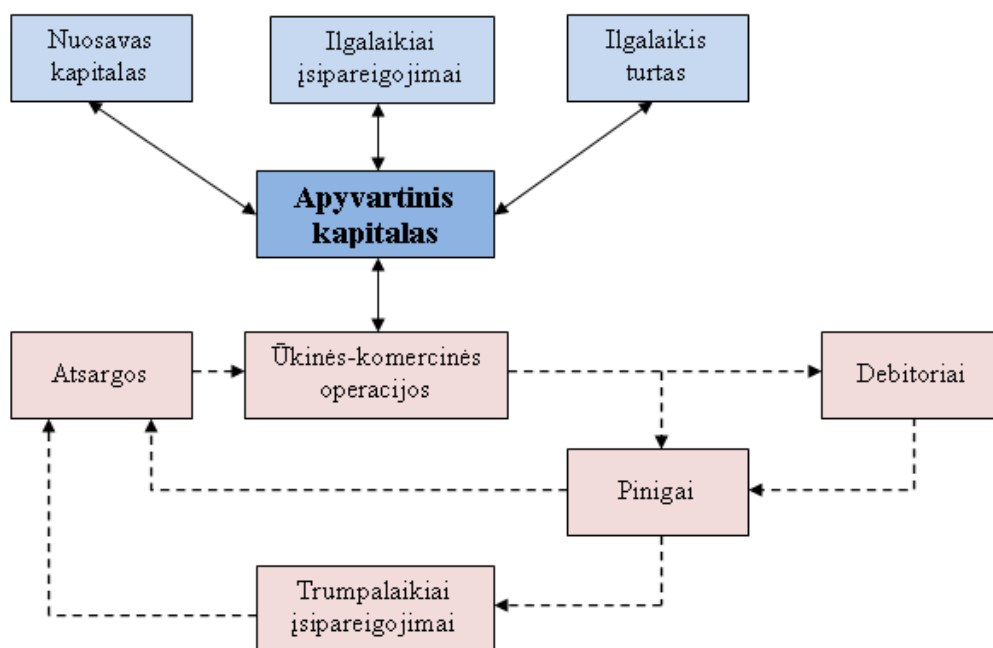 Nuosavas
kapitalas
Ilgalaikiai
įsipareigojimai
Ilgalaikis
turtas
Apyvartinis
kapitalas
Atsargos
Ūkinės-komercinės
operacijos
Debitoriai
Pinigai
Trumpalaikiai
įsipareigojimai